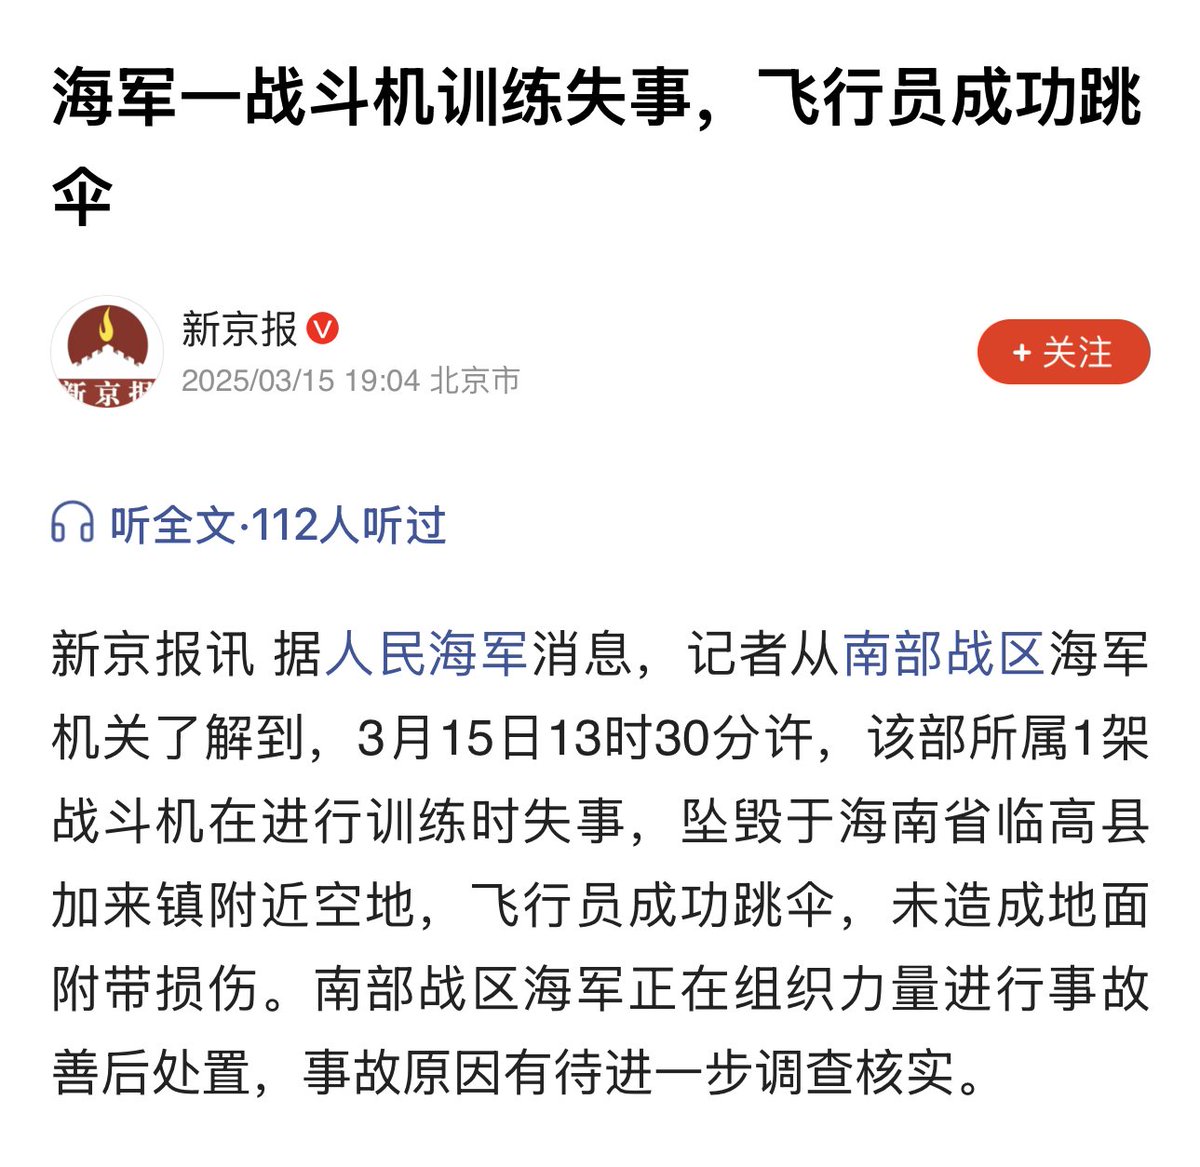 海军一战斗机训练失事，飞行员成功跳
伞
新京报
2025/03/15 19:04 北京市
+ 关注
新京报
听全文·112人听过
新京报讯 据人民海军消息，记者从南部战区海军
机关了解到，3月15日13时30分许，该部所属1架
战斗机在进行训练时失事，坠毁于海南省临高县
加来镇附近空地，飞行员成功跳伞，未造成地面
附带损伤。南部战区海军正在组织力量进行事故
善后处置，事故原因有待进一步调查核实。